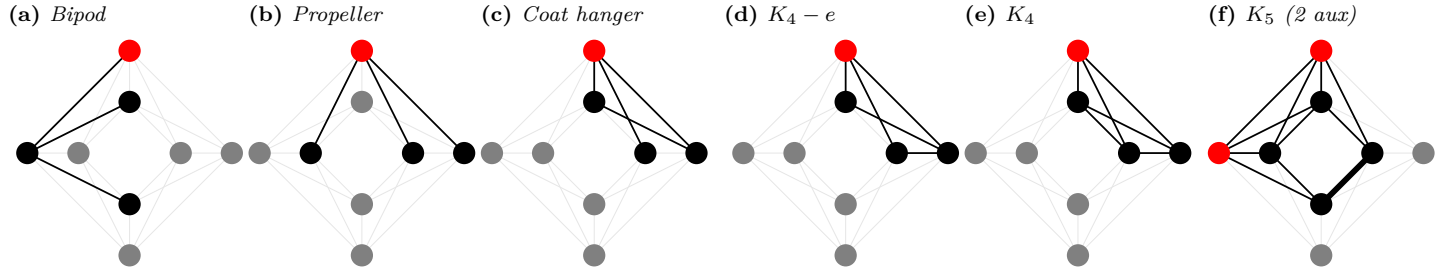 (a) Bipod
(b) Propeller
(c) Coat hanger
(d) K₄ − e
(e) K₄
(f) K₅ (2 aux)